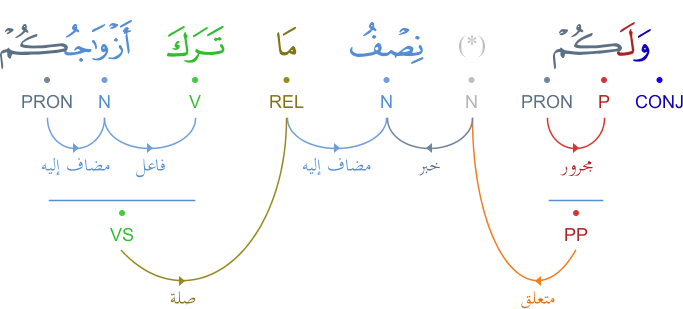 وَلَكُمْ (*) نِصْفُ مَا تَرَكَ أَزْوَٰجُكُمْ
CONJ P PRON N N REL V N PRON
مجرور خبر مضاف إليه فاعل مضاف إليه
PP VS
متعلق صلة